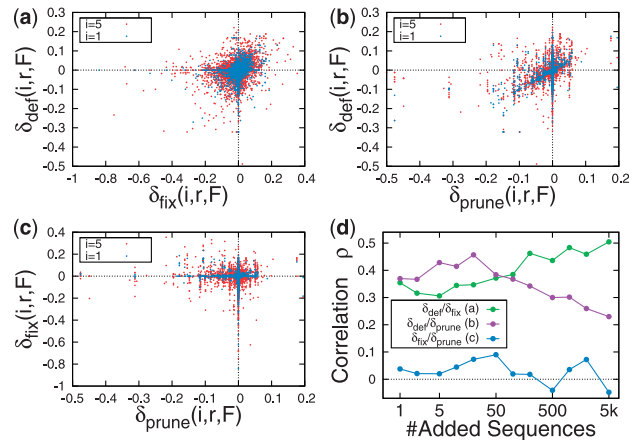 (a)
i=5
i=1
0.3
0.2
0.1
0
-0.1
-0.2
-0.3
-0.4
-0.5
δdef(i,r,F)
-1 -0.8 -0.6 -0.4 -0.2 0 0.2 0.4
δfix(i,r,F)
(b)
i=5
i=1
0.3
0.2
0.1
0
-0.1
-0.2
-0.3
-0.4
-0.5
δdef(i,r,F)
-0.5 -0.4 -0.3 -0.2 -0.1 0 0.1 0.2
δprune(i,r,F)
(c)
i=5
i=1
0.4
0.2
0
-0.2
-0.4
-0.6
-0.8
-1
δfix(i,r,F)
-0.5 -0.4 -0.3 -0.2 -0.1 0 0.1 0.2
δprune(i,r,F)
(d)
0.5
0.4
0.3
0.2
0.1
0
Correlation ρ
δdef/δfix (a)
δdef/δprune (b)
δfix/δprune (c)
1 5 50 500 5k
#Added Sequences